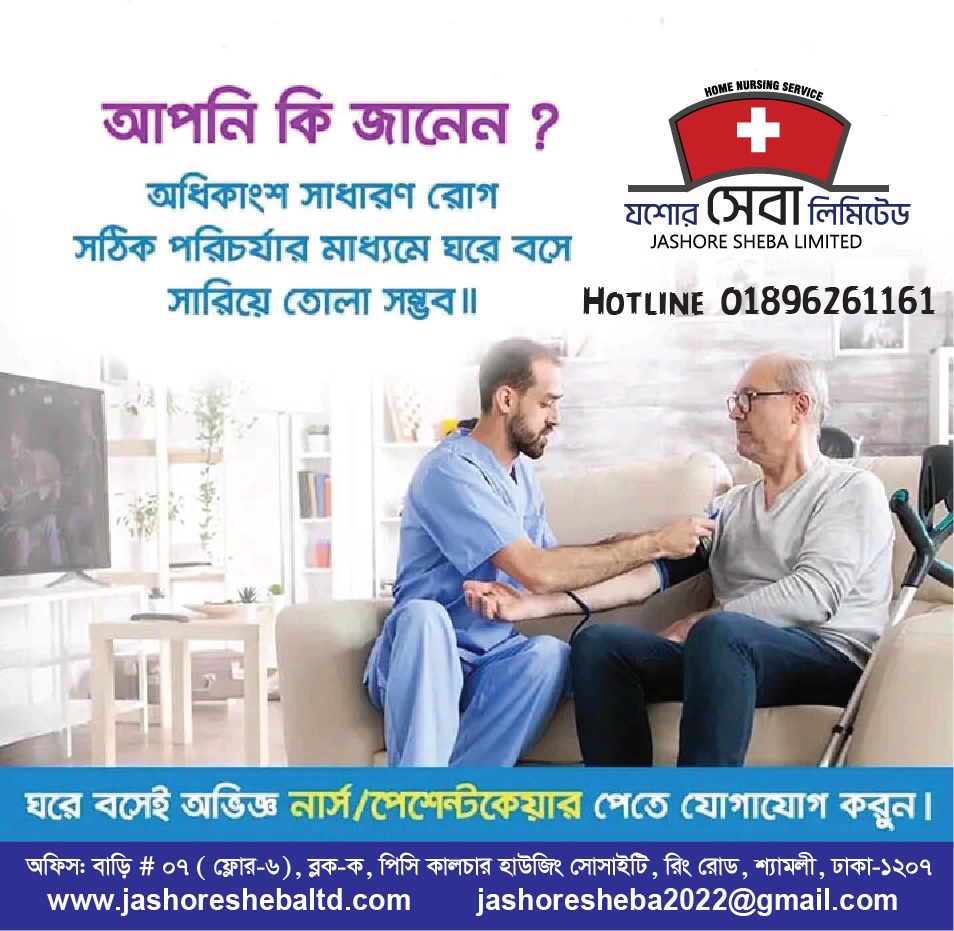 আপনি কি জানেন ?
অধিকাংশ সাধারণ রোগ
সঠিক পরিচর্যার মাধ্যমে ঘরে বসে
সারিয়ে তোলা সম্ভব॥
HOME NURSING SERVICE
যশোর সেবা লিমিটেড
JASHORE SHEBA LIMITED
HOTLINE 01896261161
ঘরে বসেই অভিজ্ঞ নার্স/পেশেন্টকেয়ার পেতে যোগাযোগ করুন।
অফিস: বাড়ি # ০৭ ( ফ্লোর-৬), ব্লক-ক, পিসি কালচার হাউজিং সোসাইটি, রিং রোড, শ্যামলী, ঢাকা-১২০৭
www.jashoreshebaltd.com jashoresheba2022@gmail.com